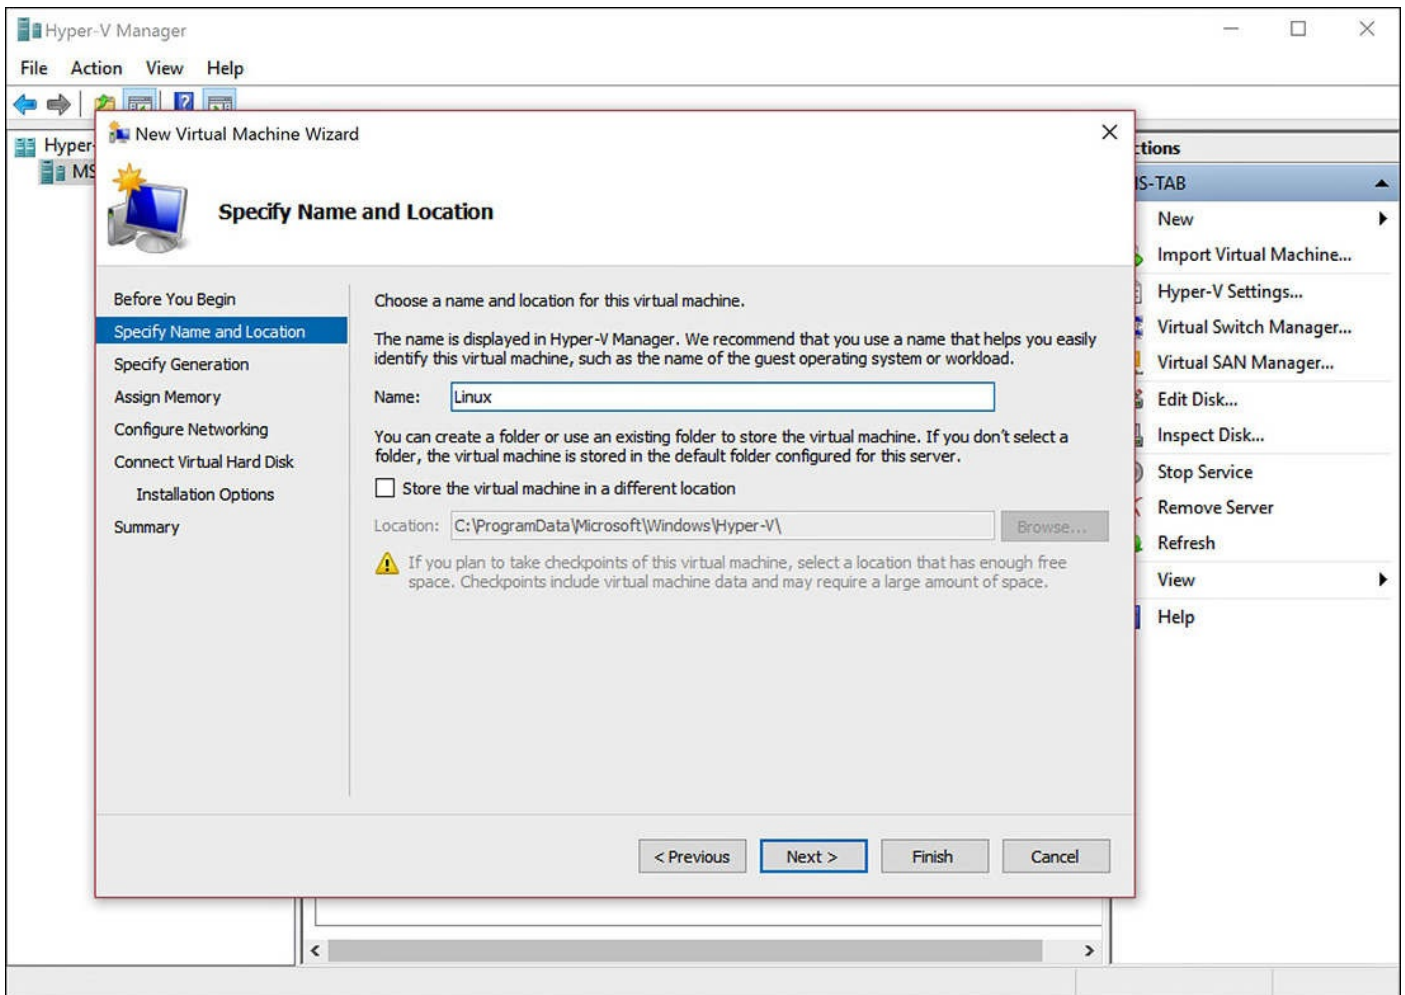 Hyper-V Manager
File Action View Help
New Virtual Machine Wizard
Specify Name and Location
Before You Begin
Specify Name and Location
Specify Generation
Assign Memory
Configure Networking
Connect Virtual Hard Disk
Installation Options
Summary
Choose a name and location for this virtual machine.
The name is displayed in Hyper-V Manager. We recommend that you use a name that helps you easily
identify this virtual machine, such as the name of the guest operating system or workload.
Name: Linux
You can create a folder or use an existing folder to store the virtual machine. If you don't select a
folder, the virtual machine is stored in the default folder configured for this server.
Store the virtual machine in a different location
Location: C:\ProgramData\Microsoft\Windows\Hyper-V\ Browse...
If you plan to take checkpoints of this virtual machine, select a location that has enough free
space. Checkpoints include virtual machine data and may require a large amount of space.
< Previous Next > Finish Cancel
Hyper-
MS
ctions
IS-TAB
New
Import Virtual Machine...
Hyper-V Settings...
Virtual Switch Manager...
Virtual SAN Manager...
Edit Disk...
Inspect Disk...
Stop Service
Remove Server
Refresh
View
Help